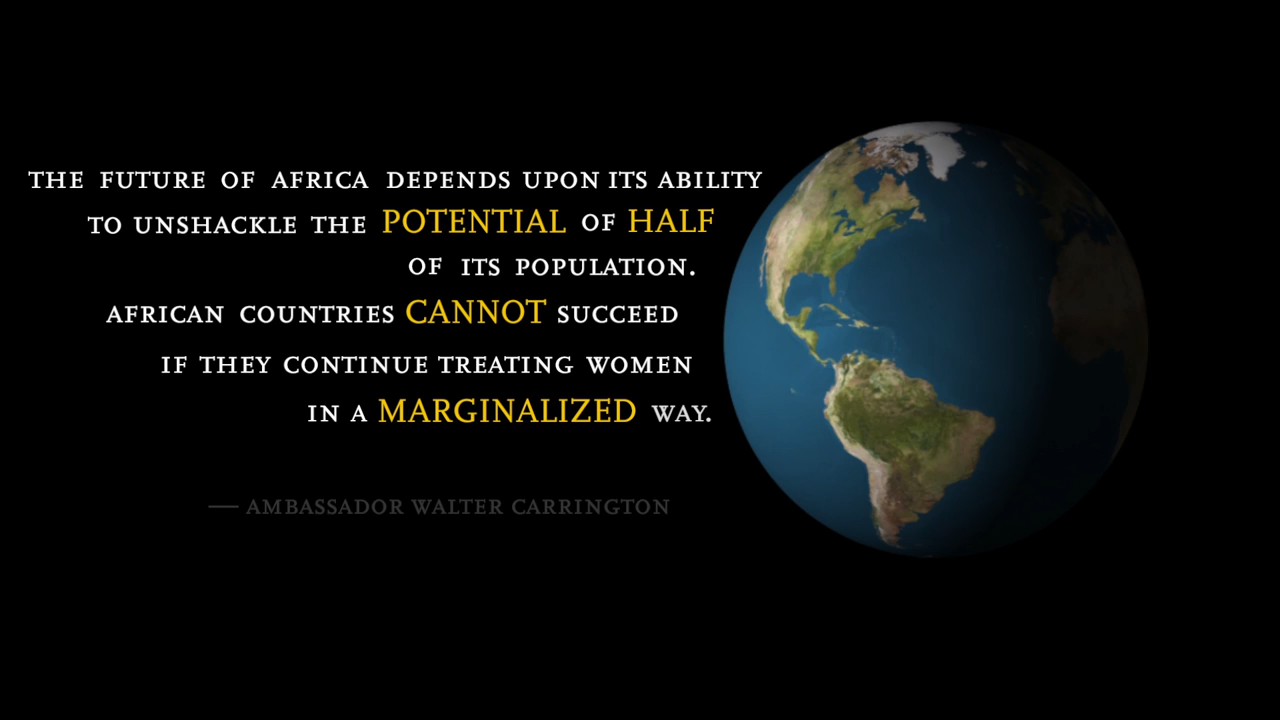 THE FUTURE OF AFRICA DEPENDS UPON ITS ABILITY
TO UNSHACKLE THE POTENTIAL OF HALF
OF ITS POPULATION.
AFRICAN COUNTRIES CANNOT SUCCEED
IF THEY CONTINUE TREATING WOMEN
IN A MARGINALIZED WAY.
— AMBASSADOR WALTER CARRINGTON